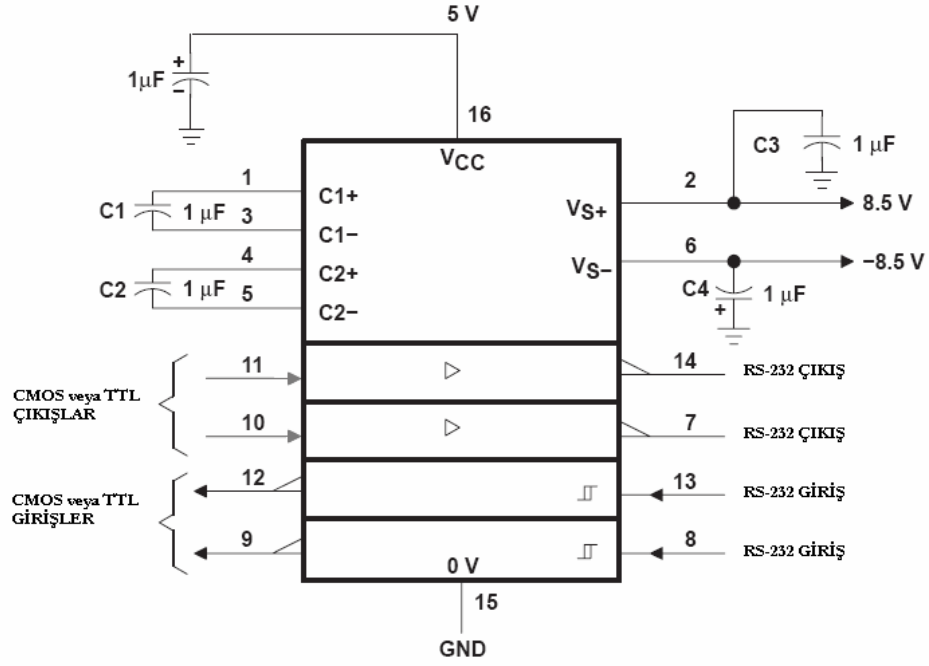 5 V
1µF
+
−
16
VCC
C3
1 µF
1
C1+
2
VS+
8.5 V
C1
1 µF
3
C1−
4
C2+
6
VS−
−8.5 V
C2
1 µF
5
C2−
C4
1 µF
+
11
14
RS-232 ÇIKIŞ
CMOS veya TTL
ÇIKIŞLAR
10
7
RS-232 ÇIKIŞ
12
13
RS-232 GİRİŞ
CMOS veya TTL
GİRİŞLER
9
8
RS-232 GİRİŞ
0 V
15
GND